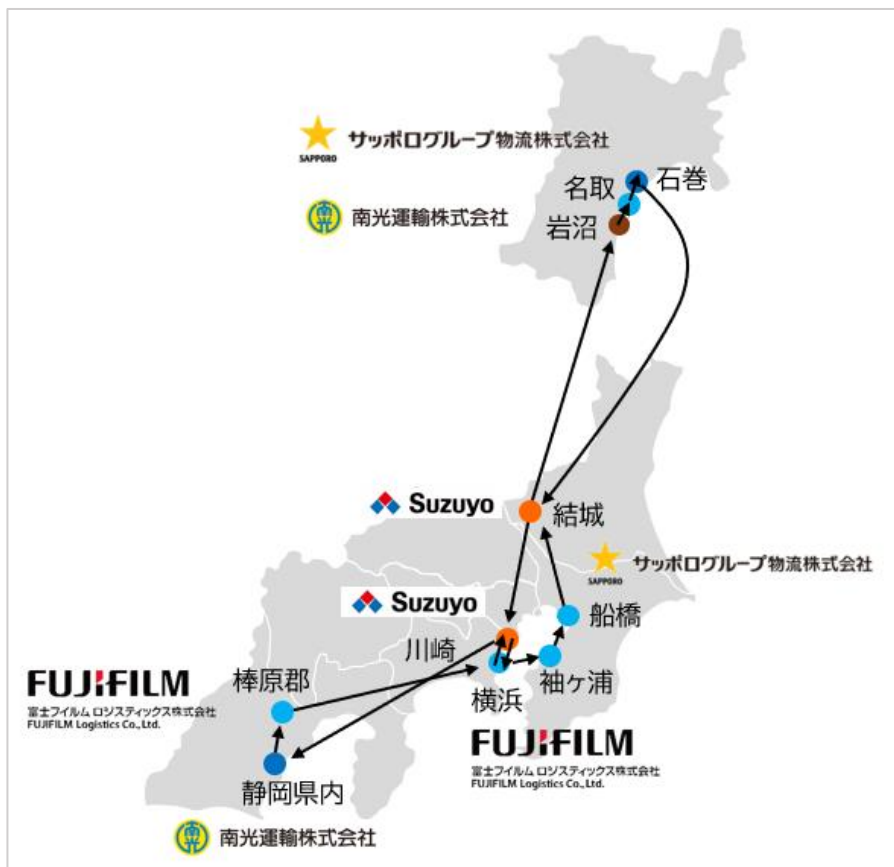 サッポログループ物流株式会社
SAPPORO
石巻
名取
南光
南光運輸株式会社
岩沼
Suzuyo
結城
サッポログループ物流株式会社
SAPPORO
Suzuyo
船橋
川崎
袖ヶ浦
横浜
FUJIFILM
富士フイルム ロジスティックス株式会社
FUJIFILM Logistics Co.,Ltd.
棒原郡
FUJIFILM
富士フイルム ロジスティックス株式会社
FUJIFILM Logistics Co.,Ltd.
静岡県内
南光
南光運輸株式会社